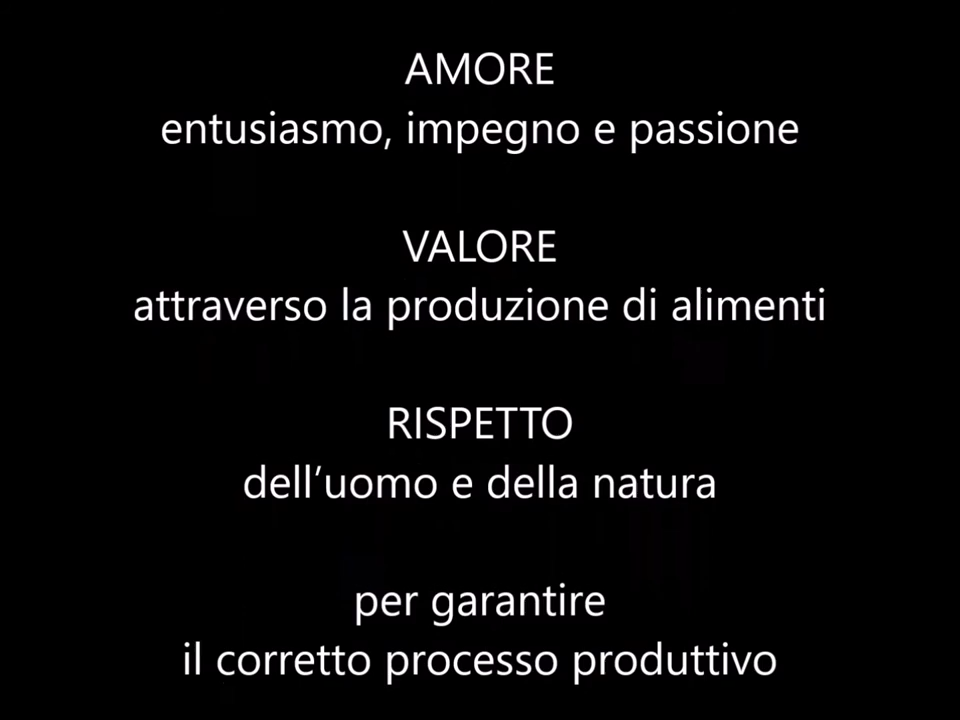 AMORE
entusiasmo, impegno e passione
VALORE
attraverso la produzione di alimenti
RISPETTO
dell’uomo e della natura
per garantire
il corretto processo produttivo